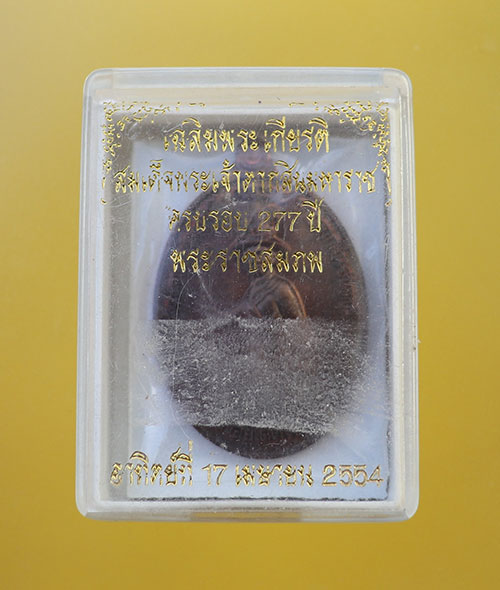 เฉลิมพระเกียรติ
สมเด็จพระเจ้าตากสินมหาราช
ครบรอบ 277 ปี
พระราชสมภพ
อาทิตย์ที่ 17 เมษายน 2554